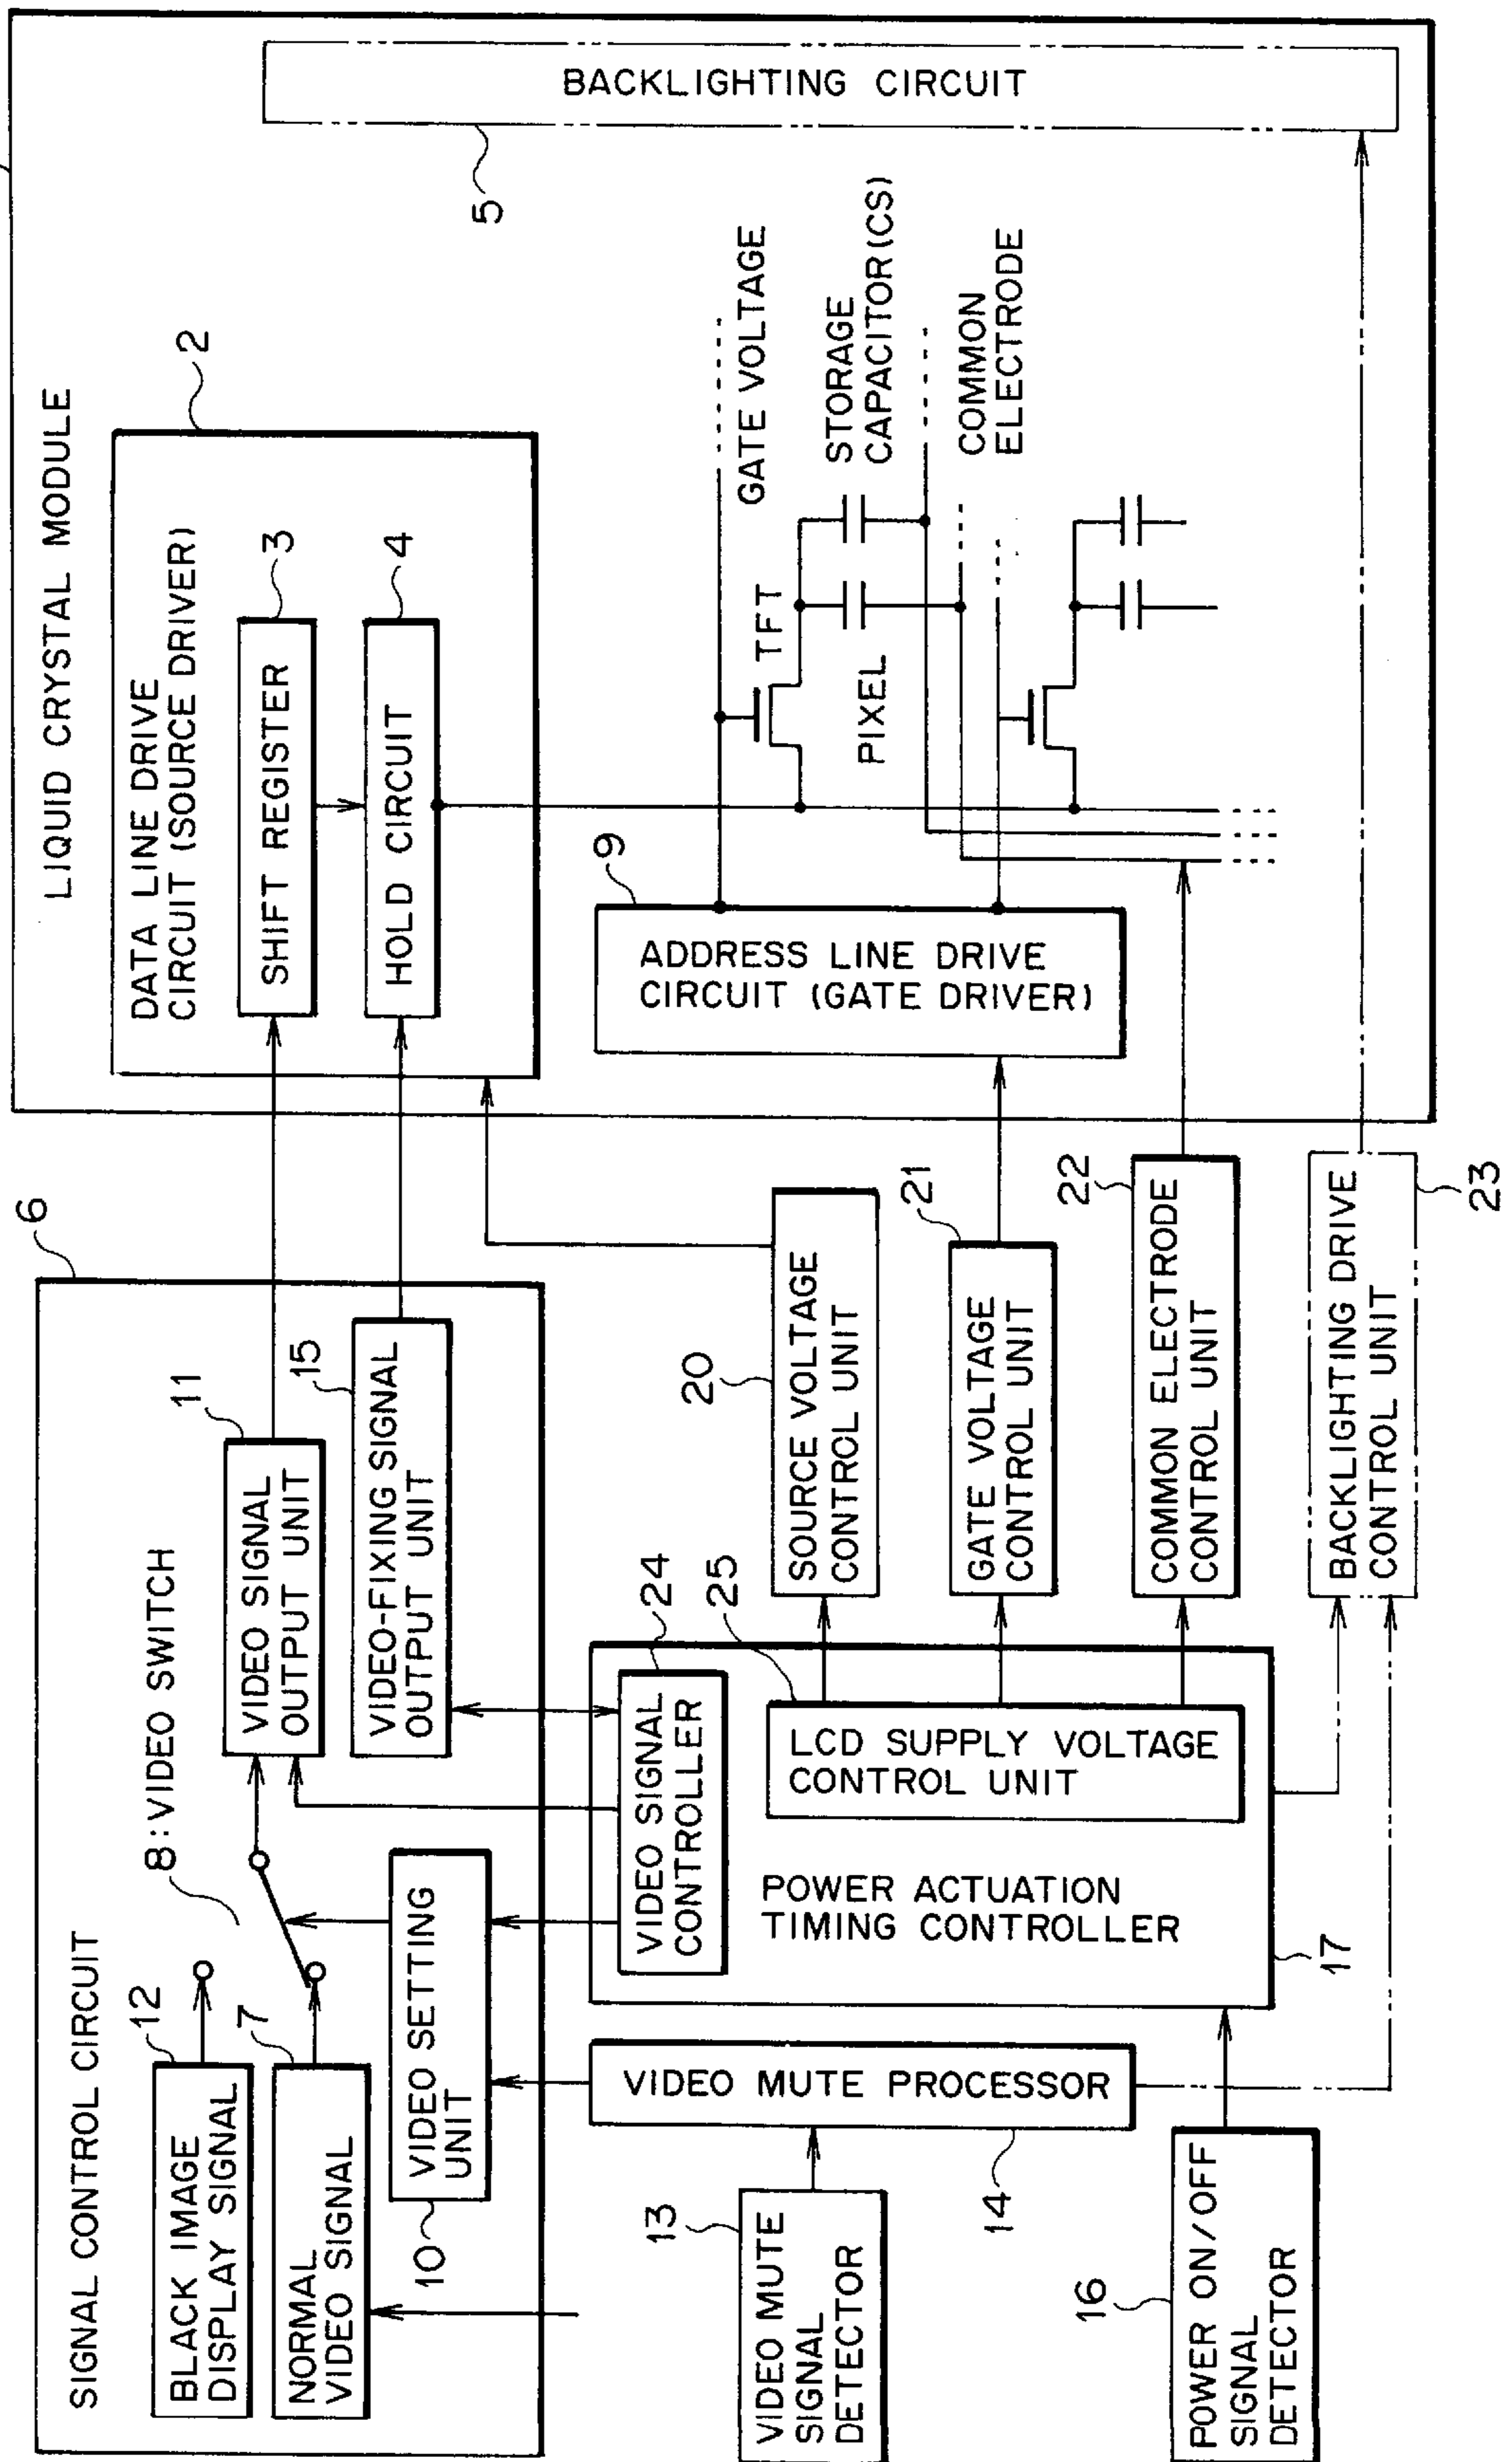 SIGNAL CONTROL CIRCUIT
6
BLACK IMAGE
DISPLAY SIGNAL
12
NORMAL
VIDEO SIGNAL
7
8:VIDEO SWITCH
VIDEO SIGNAL
OUTPUT UNIT
11
VIDEO-FIXING SIGNAL
OUTPUT UNIT
15
VIDEO SETTING
UNIT
10
VIDEO MUTE
SIGNAL
DETECTOR
13
VIDEO MUTE PROCESSOR
14
POWER ON/OFF
SIGNAL
DETECTOR
16
VIDEO SIGNAL
CONTROLLER
24
25
LCD SUPPLY VOLTAGE
CONTROL UNIT
POWER ACTUATION
TIMING CONTROLLER
17
SOURCE VOLTAGE
CONTROL UNIT
20
GATE VOLTAGE
CONTROL UNIT
21
COMMON ELECTRODE
CONTROL UNIT
22
BACKLIGHTING DRIVE
CONTROL UNIT
23
LIQUID CRYSTAL MODULE
DATA LINE DRIVE
CIRCUIT (SOURCE DRIVER)
2
SHIFT REGISTER
3
HOLD CIRCUIT
4
9
ADDRESS LINE DRIVE
CIRCUIT (GATE DRIVER)
GATE VOLTAGE
TFT
PIXEL
STORAGE
CAPACITOR(CS)
COMMON
ELECTRODE
5
BACKLIGHTING CIRCUIT